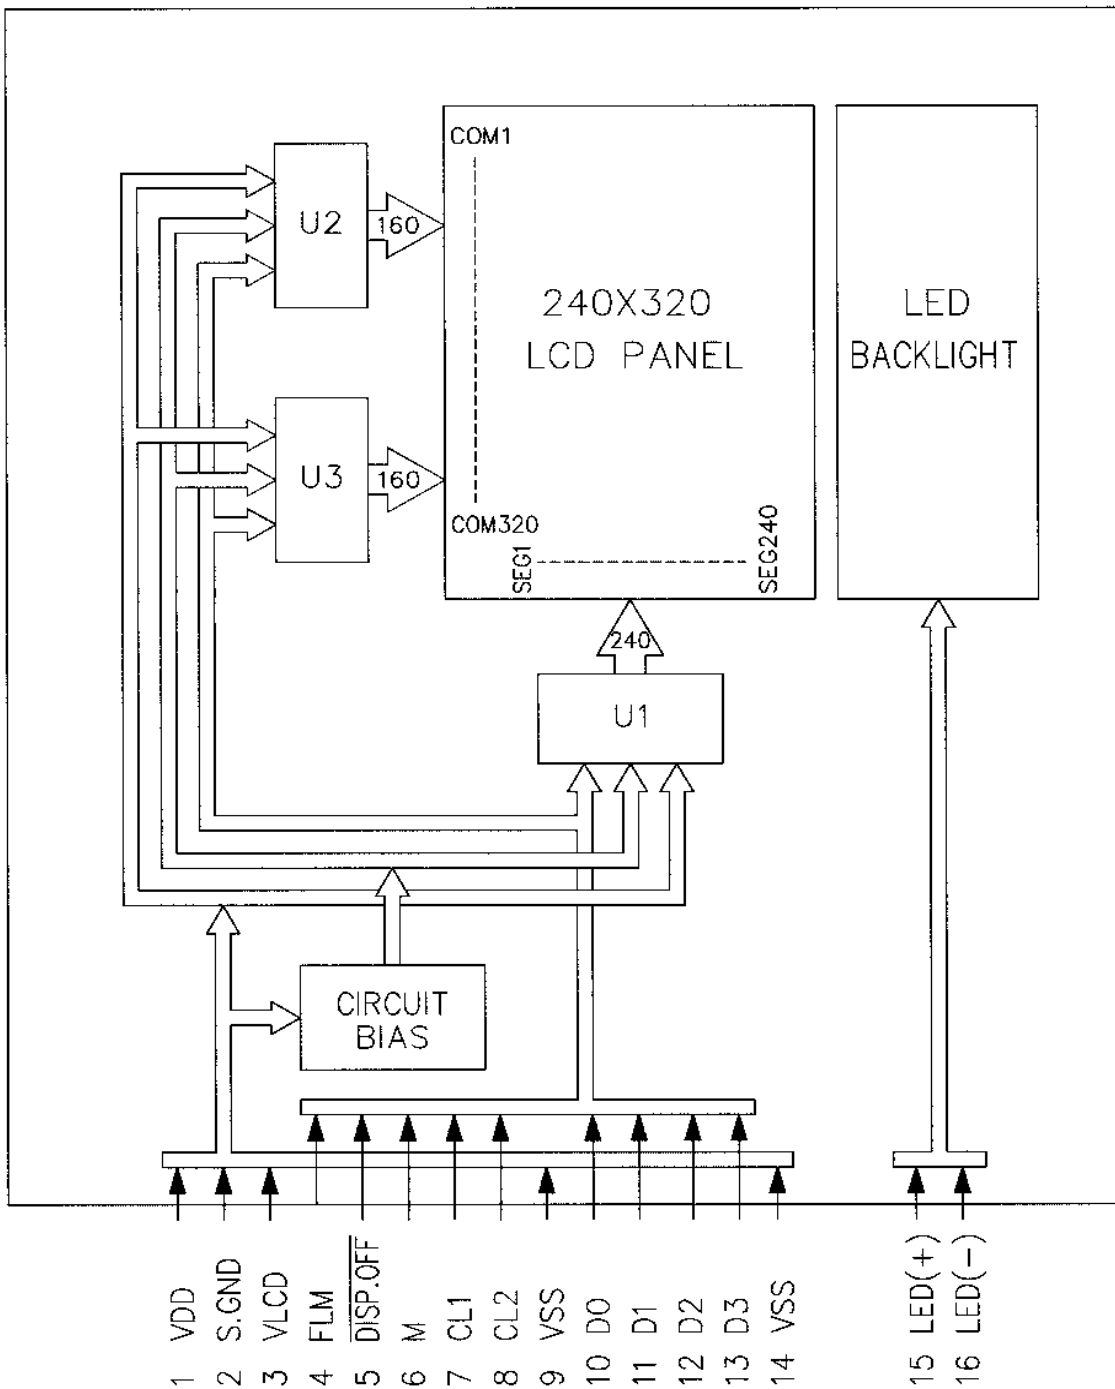 COM1
U2
160
240X320
LCD PANEL
LED
BACKLIGHT
U3
160
COM320
SEG1
SEG240
240
U1
CIRCUIT
BIAS
1 VDD
2 S.GND
3 VLCD
4 FLM
5 DISP.OFF
6 M
7 CL1
8 CL2
9 VSS
10 D0
11 D1
12 D2
13 D3
14 VSS
15 LED(+)
16 LED(-)